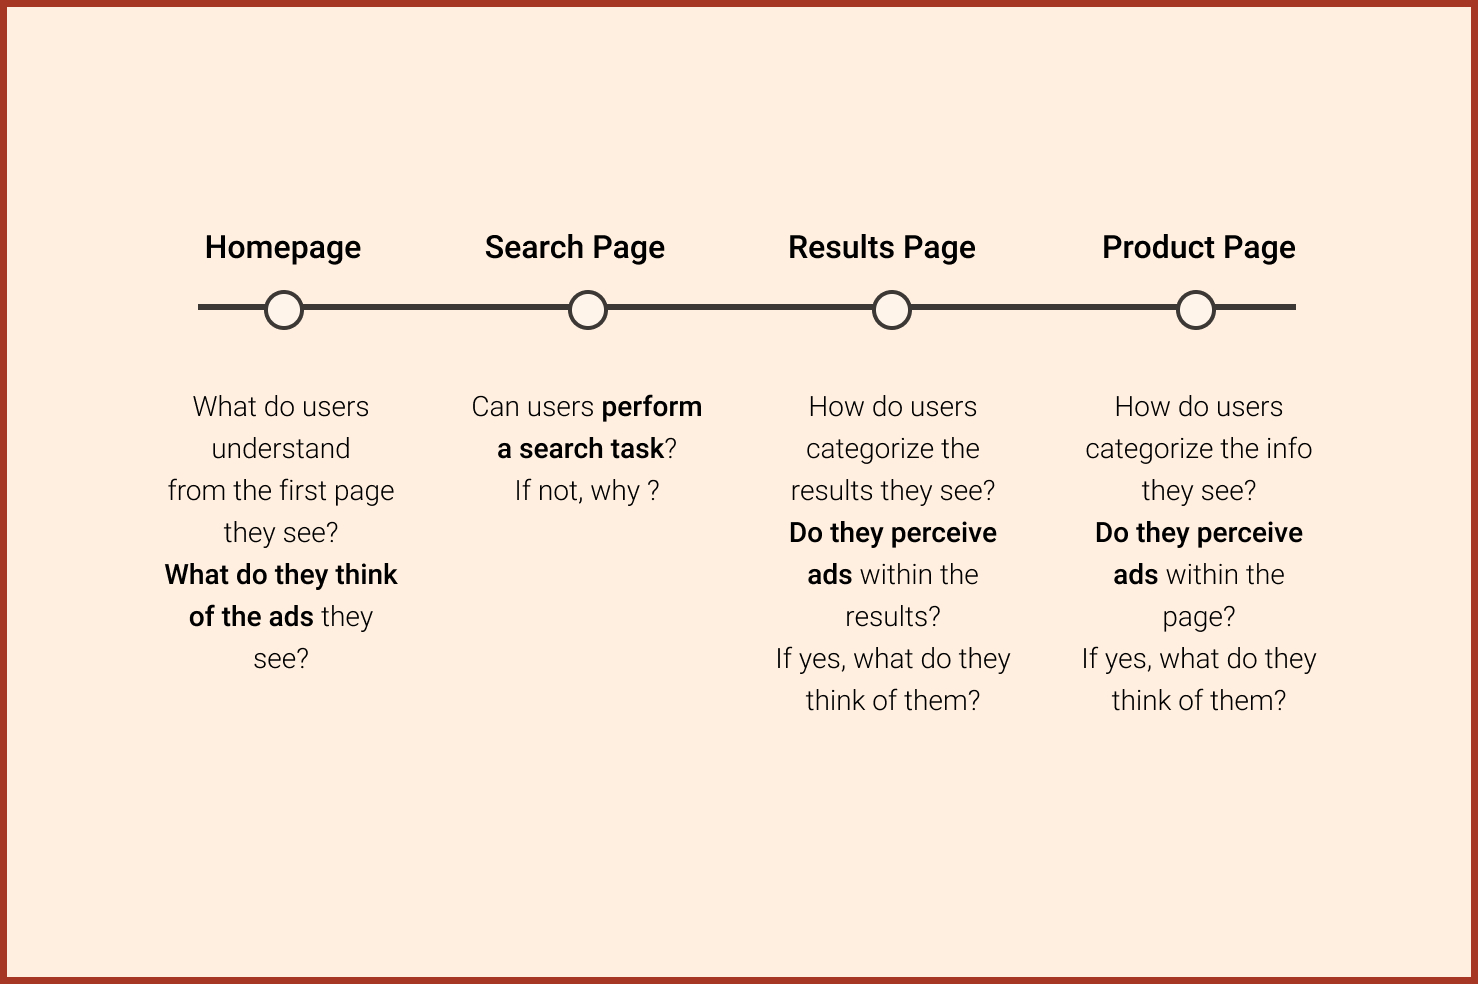 Homepage
Search Page
Results Page
Product Page
What do users
understand
from the first page
they see?
What do they think
of the ads they
see?
Can users perform
a search task?
If not, why ?
How do users
categorize the
results they see?
Do they perceive
ads within the
results?
If yes, what do they
think of them?
How do users
categorize the info
they see?
Do they perceive
ads within the
page?
If yes, what do they
think of them?